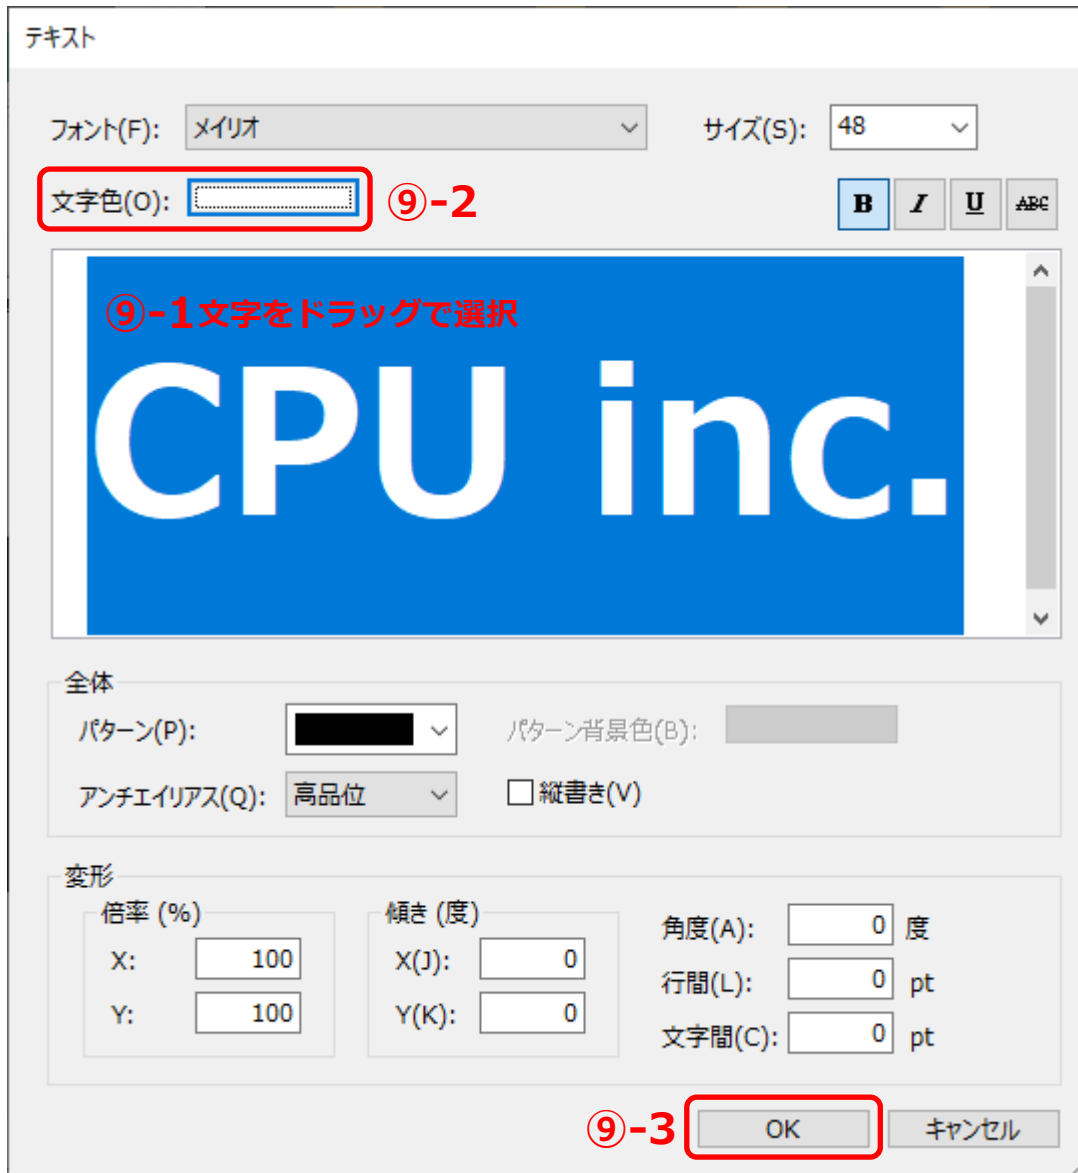 テキスト
フォント(F): メイリオ サイズ(S): 48
文字色(O): ⑨-2 B I U ABC
⑨-1文字をドラッグで選択
CPU inc.
全体
パターン(P): パターン背景色(B):
アンチエイリアス(Q): 高品位 縦書き(V)
変形
倍率 (%) 傾き (度)
角度(A): 0 度
X: 100 X(J): 0
行間(L): 0 pt
Y: 100 Y(K): 0
文字間(C): 0 pt
⑨-3 OK キャンセル